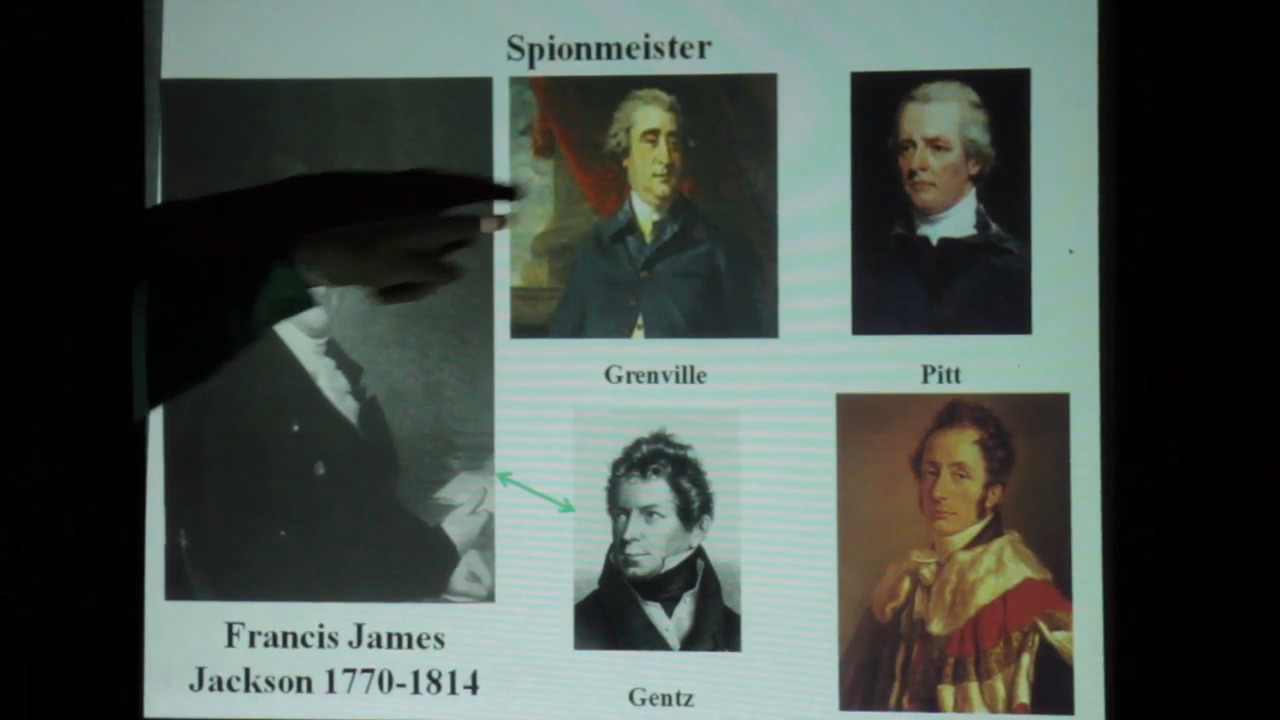 Spionmeister
Grenville
Pitt
Francis James
Jackson 1770-1814
Gentz